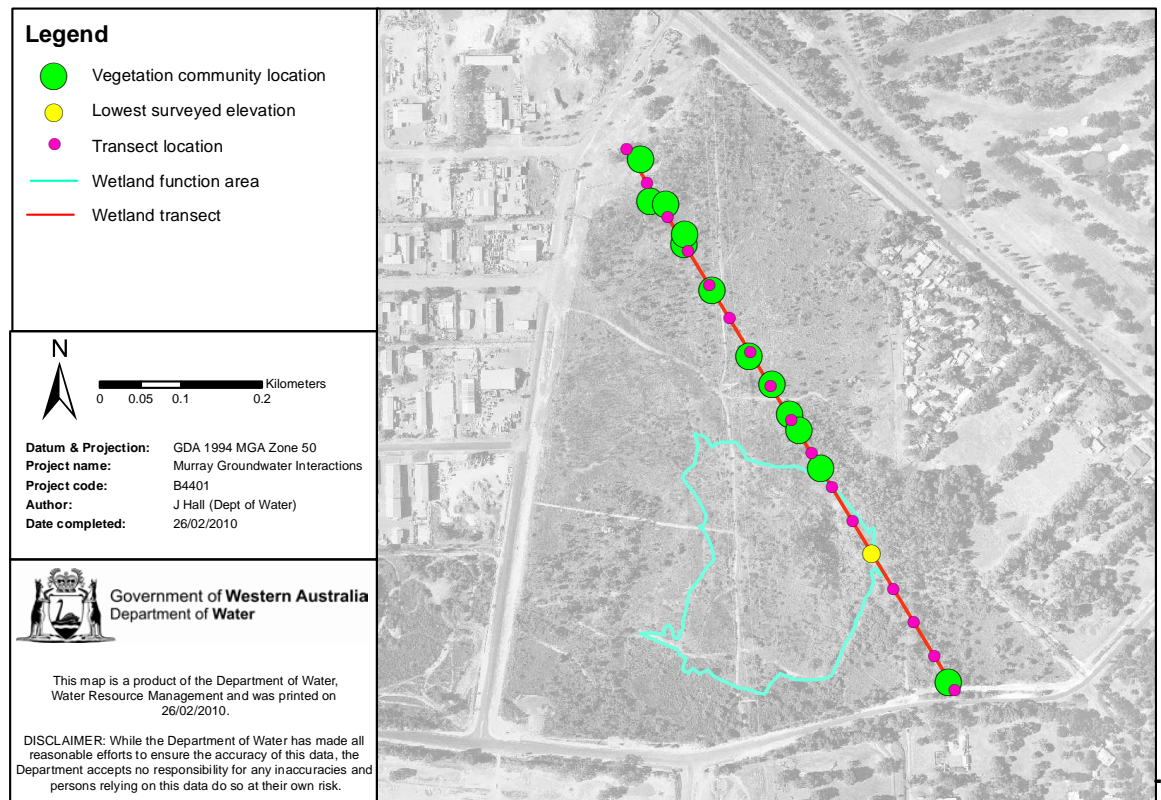 Legend
Vegetation community location
Lowest surveyed elevation
Transect location
Wetland function area
Wetland transect
N
Kilometers
0 0.05 0.1 0.2
Datum & Projection: GDA 1994 MGA Zone 50
Project name: Murray Groundwater Interactions
Project code: B4401
Author: J Hall (Dept of Water)
Date completed: 26/02/2010
Government of Western Australia
Department of Water
This map is a product of the Department of Water,
Water Resource Management and was printed on
26/02/2010.
DISCLAIMER: While the Department of Water has made all
reasonable efforts to ensure the accuracy of this data, the
Department accepts no responsibility for any inaccuracies and
persons relying on this data do so at their own risk.